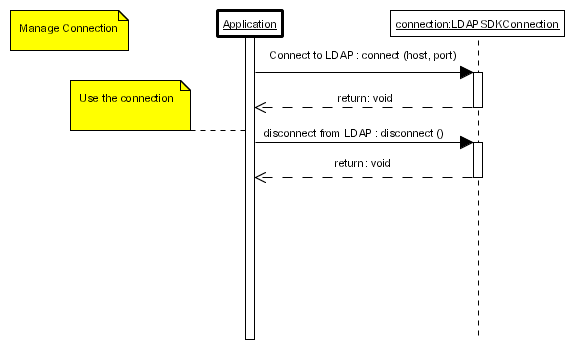 Manage Connection
Application
connection:LDAPSDKConnection
Connect to LDAP : connect (host, port)
return: void
Use the connection
disconnect from LDAP : disconnect ()
return : void